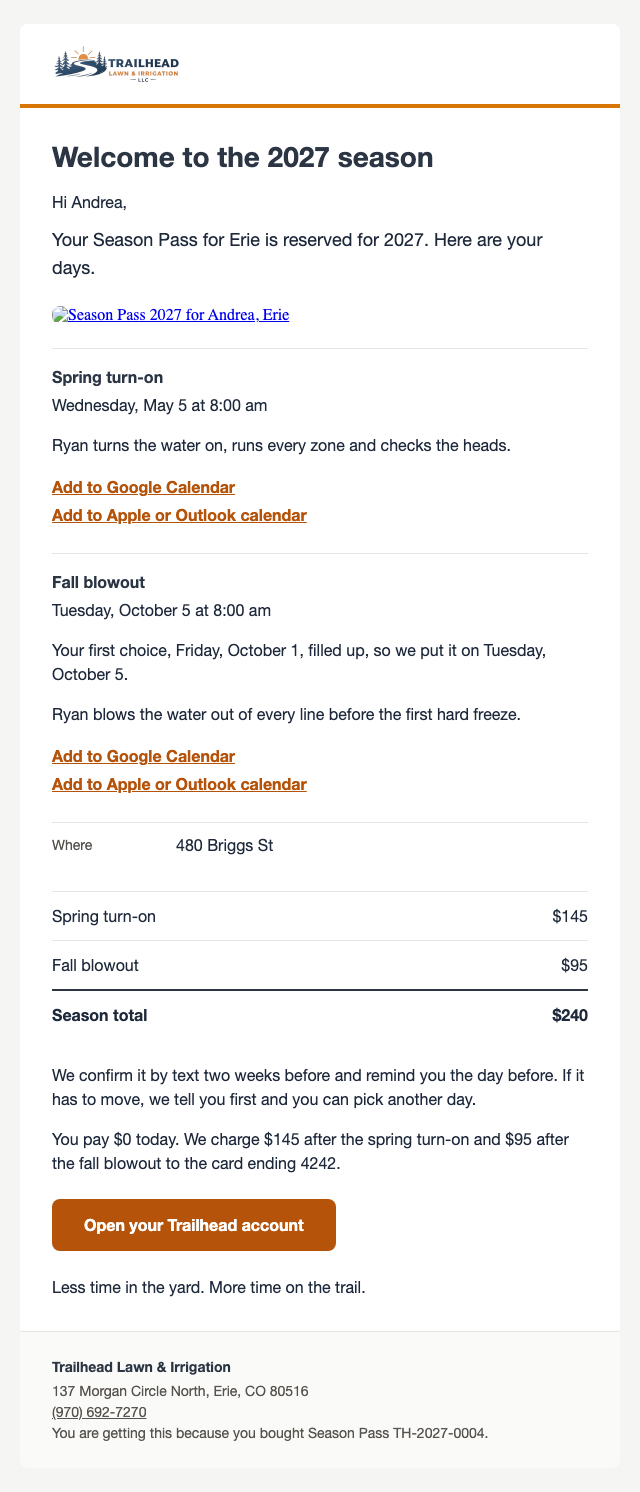 TRAILHEAD
LAWN & IRRIGATION
LLC
Welcome to the 2027 season
Hi Andrea,
Your Season Pass for Erie is reserved for 2027. Here are your
days.
Season Pass 2027 for Andrea, Erie
Spring turn-on
Wednesday, May 5 at 8:00 am
Ryan turns the water on, runs every zone and checks the heads.
Add to Google Calendar
Add to Apple or Outlook calendar
Fall blowout
Tuesday, October 5 at 8:00 am
Your first choice, Friday, October 1, filled up, so we put it on Tuesday,
October 5.
Ryan blows the water out of every line before the first hard freeze.
Add to Google Calendar
Add to Apple or Outlook calendar
Where 480 Briggs St
Spring turn-on $145
Fall blowout $95
Season total $240
We confirm it by text two weeks before and remind you the day before. If it
has to move, we tell you first and you can pick another day.
You pay $0 today. We charge $145 after the spring turn-on and $95 after
the fall blowout to the card ending 4242.
Open your Trailhead account
Less time in the yard. More time on the trail.
Trailhead Lawn & Irrigation
137 Morgan Circle North, Erie, CO 80516
(970) 692-7270
You are getting this because you bought Season Pass TH-2027-0004.